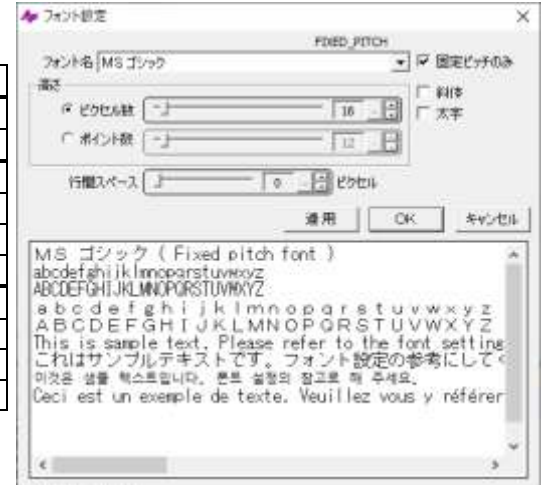 フォント設定
FIXED_PITCH
フォント名 MS ゴシック 固定ピッチのみ
高さ
斜体
ピクセル数 16
太字
ポイント数 12
行間スペース 0 ピクセル
適用 OK キャンセル
MS ゴシック ( Fixed pitch font )
abcdefghijklmnopqrstuvwxyz
ABCDEFGHIJKLMNOPQRSTUVWXYZ
ａｂｃｄｅｆｇｈｉｊｋｌｍｎｏｐｑｒｓｔｕｖｗｘｙｚ
ＡＢＣＤＥＦＧＨＩＪＫＬＭＮＯＰＱＲＳＴＵＶＷＸＹＺ
This is sample text. Please refer to the font setting
これはサンプルテキストです。フォント設定の参考にして
이것은 샘플 텍스트입니다. 폰트 설정의 참고로 해 주세요.
Ceci est un exemple de texte. Veuillez vous y référer